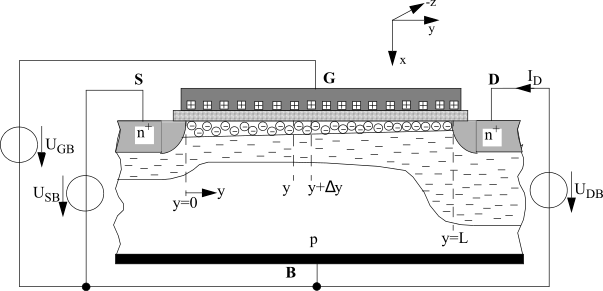 -z
y
x
S
G
D
I_D
n+
n+
U_GB
U_SB
U_DB
y
y
y+Δy
y=0
y=L
p
B